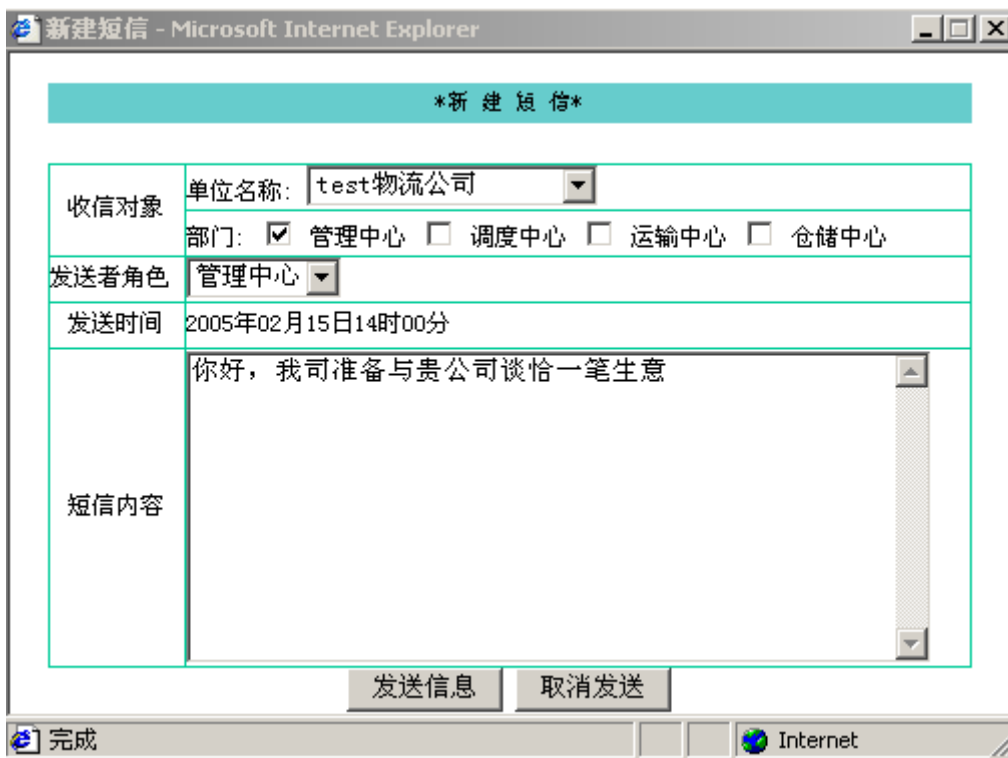 新建短信 - Microsoft Internet Explorer
*新 建 短 信*
收信对象
单位名称: test物流公司
部门: 管理中心 调度中心 运输中心 仓储中心
发送者角色 管理中心
发送时间 2005年02月15日14时00分
短信内容
你好，我司准备与贵公司谈恰一笔生意
发送信息 取消发送
完成 Internet